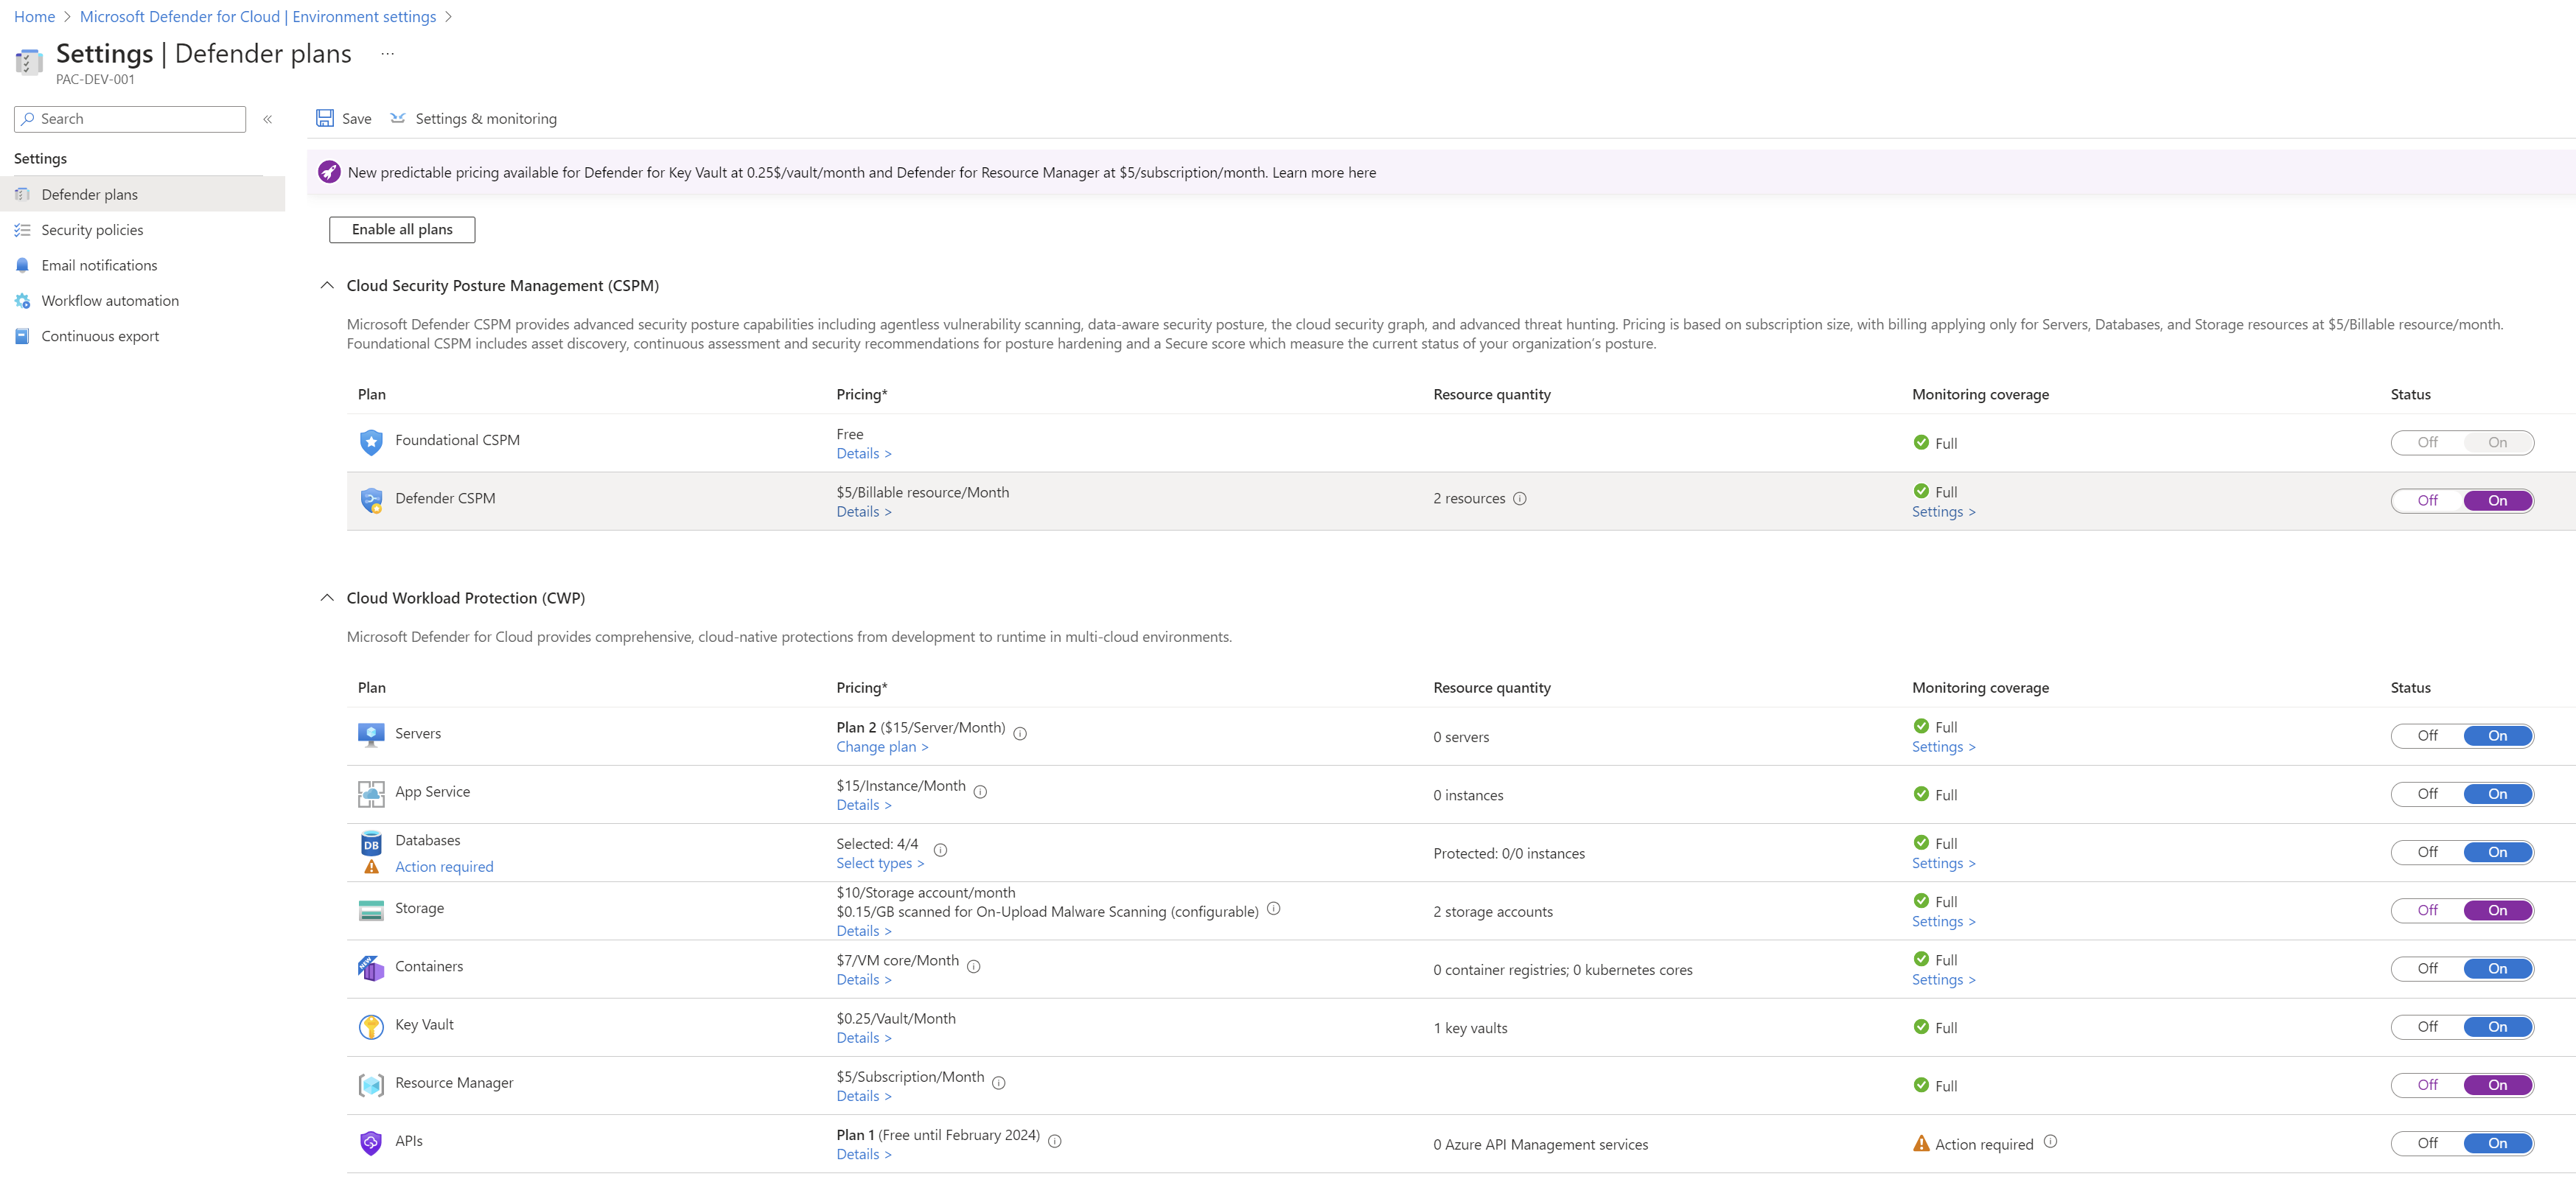 Home > Microsoft Defender for Cloud | Environment settings >
Settings | Defender plans ...
PAC-DEV-001
Search «
Save Settings & monitoring
Settings
Defender plans
Security policies
Email notifications
Workflow automation
Continuous export
New predictable pricing available for Defender for Key Vault at 0.25$/vault/month and Defender for Resource Manager at $5/subscription/month. Learn more here
Enable all plans
Cloud Security Posture Management (CSPM)
Microsoft Defender CSPM provides advanced security posture capabilities including agentless vulnerability scanning, data-aware security posture, the cloud security graph, and advanced threat hunting. Pricing is based on subscription size, with billing applying only for Servers, Databases, and Storage resources at $5/Billable resource/month.
Foundational CSPM includes asset discovery, continuous assessment and security recommendations for posture hardening and a Secure score which measure the current status of your organization's posture.
Plan Pricing* Resource quantity Monitoring coverage Status
Foundational CSPM Free Full Off On
Details >
Defender CSPM $5/Billable resource/Month 2 resources Full Off On
Details > Settings >
Cloud Workload Protection (CWP)
Microsoft Defender for Cloud provides comprehensive, cloud-native protections from development to runtime in multi-cloud environments.
Plan Pricing* Resource quantity Monitoring coverage Status
Servers Plan 2 ($15/Server/Month) 0 servers Full Off On
Change plan > Settings >
App Service $15/Instance/Month 0 instances Full Off On
Details >
DB Databases Selected: 4/4 Protected: 0/0 instances Full Off On
Action required Select types > Settings >
Storage $10/Storage account/month 2 storage accounts Full Off On
$0.15/GB scanned for On-Upload Malware Scanning (configurable)
Details > Settings >
NEW Containers $7/VM core/Month 0 container registries; 0 kubernetes cores Full Off On
Details > Settings >
Key Vault $0.25/Vault/Month 1 key vaults Full Off On
Details >
Resource Manager $5/Subscription/Month Full Off On
Details >
APIs Plan 1 (Free until February 2024) 0 Azure API Management services Action required Off On
Details >